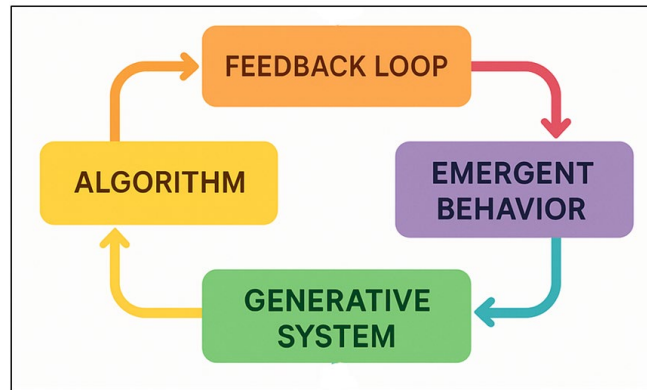 FEEDBACK LOOP
ALGORITHM
EMERGENT
BEHAVIOR
GENERATIVE
SYSTEM